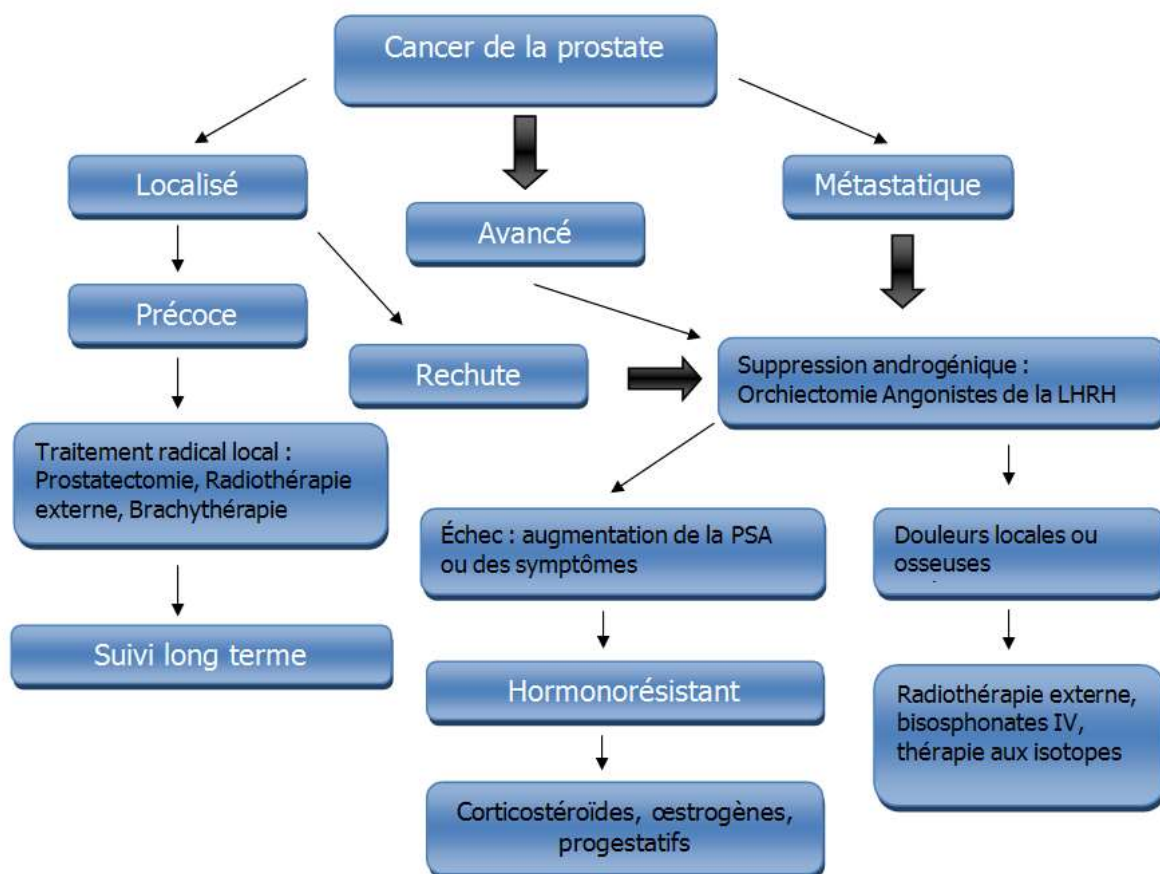 Cancer de la prostate
Localisé
Métastatique
Avancé
Précoce
Rechute
Suppression androgénique :
Orchiectomie Angonistes de la LHRH
Traitement radical local :
Prostatectomie, Radiothérapie
externe, Brachythérapie
Échec : augmentation de la PSA
ou des symptômes
Douleurs locales ou
osseuses
Suivi long terme
Hormonorésistant
Radiothérapie externe,
bisosphonates IV,
thérapie aux isotopes
Corticostéroïdes, œstrogènes,
progestatifs